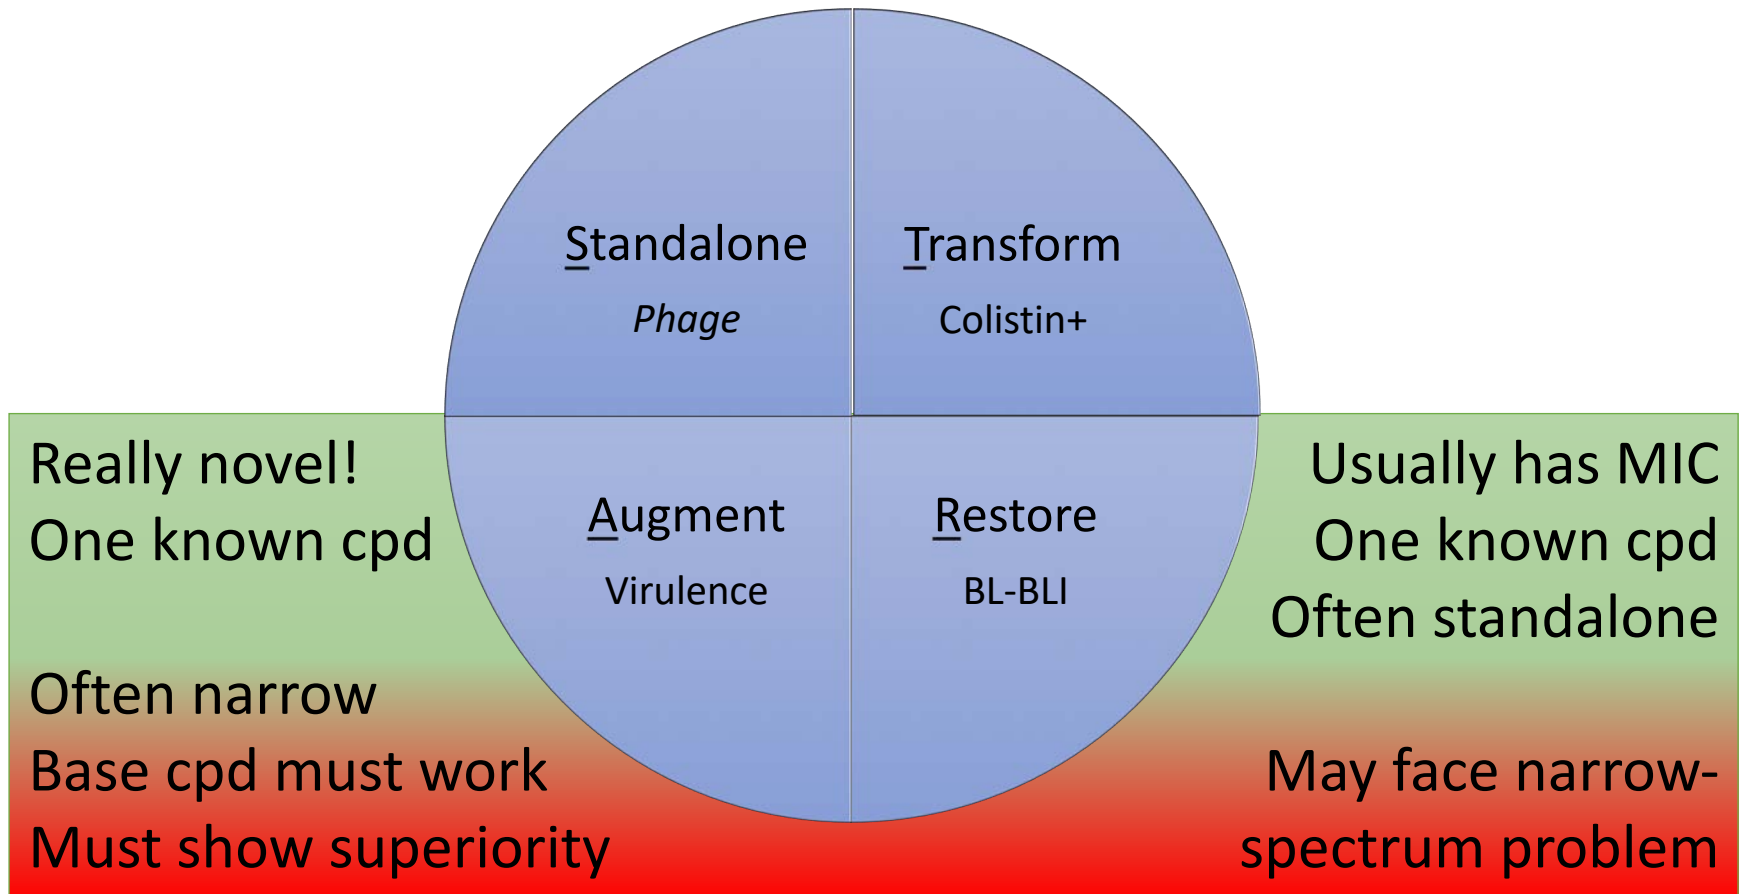 Standalone
Phage
Transform
Colistin+
Augment
Virulence
Restore
BL-BLI
Really novel!
One known cpd
Often narrow
Base cpd must work
Must show superiority
Usually has MIC
One known cpd
Often standalone
May face narrow-
spectrum problem